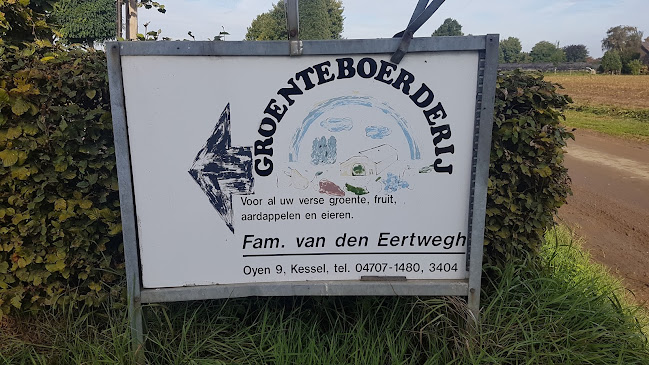 GROENTEBOERDERIJ
Voor al uw verse groente, fruit,
aardappelen en eieren.
Fam. van den Eertwegh
Oyen 9, Kessel, tel. 04707-1480, 3404